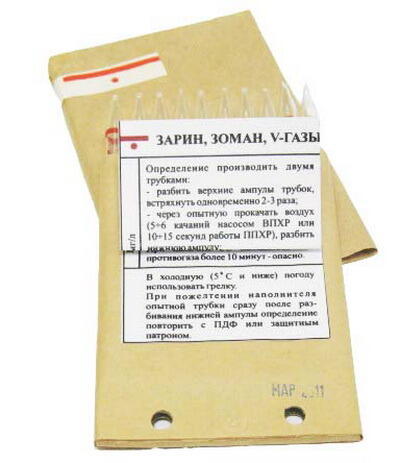 ЗАРИН, ЗОМАН, V-ГАЗЫ
Определение производить двумя
трубками:
- разбить верхние ампулы трубок,
встряхнуть одновременно 2-3 раза;
- через опытную прокачать воздух
(5÷6 качаний насосом ВПХР или
10÷15 секунд работы ППХР), разбить
нижнюю ампулу;
мг/л
противогаза более 10 минут - опасно.
В холодную (5°С и ниже) погоду
использовать грелку.
При пожелтении наполнителя
опытной трубки сразу после раз-
бивания нижней ампулы определение
повторить с ПДФ или защитным
патроном.
МАР 2011